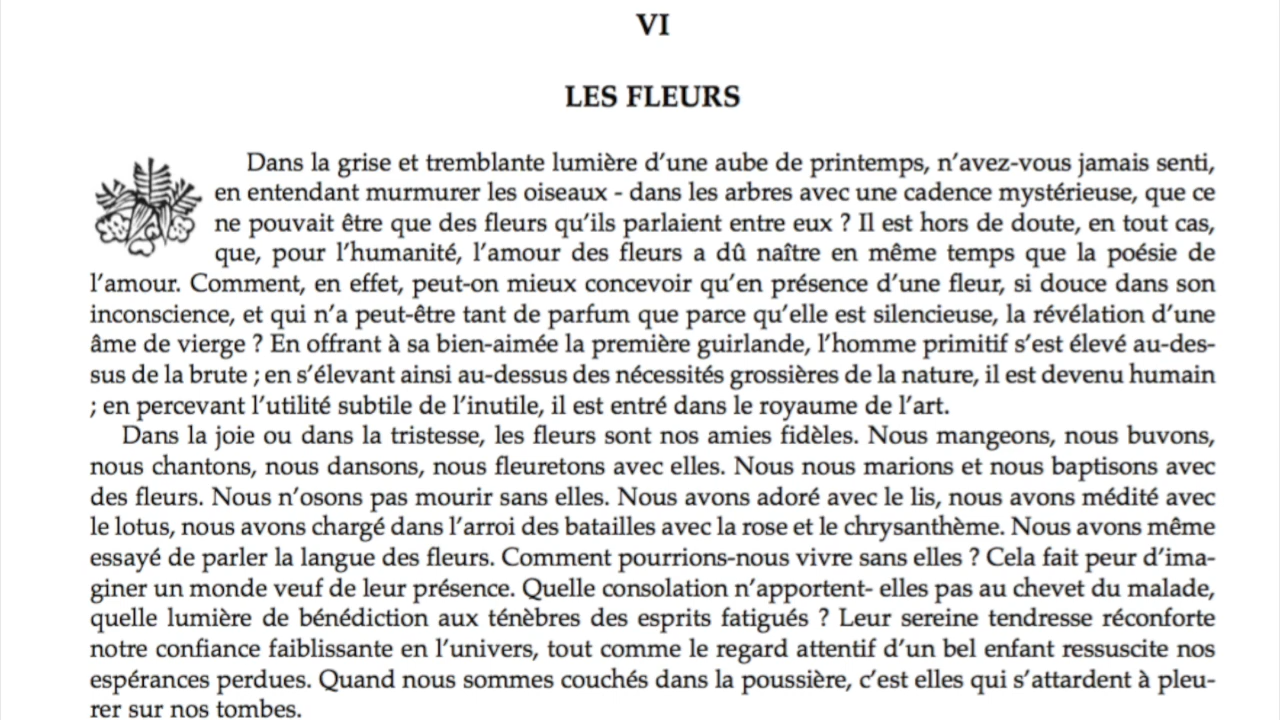 VI
LES FLEURS
Dans la grise et tremblante lumière d’une aube de printemps, n’avez-vous jamais senti,
en entendant murmurer les oiseaux - dans les arbres avec une cadence mystérieuse, que ce
ne pouvait être que des fleurs qu’ils parlaient entre eux ? Il est hors de doute, en tout cas,
que, pour l’humanité, l’amour des fleurs a dû naître en même temps que la poésie de
l’amour. Comment, en effet, peut-on mieux concevoir qu’en présence d’une fleur, si douce dans son
inconscience, et qui n’a peut-être tant de parfum que parce qu’elle est silencieuse, la révélation d’une
âme de vierge ? En offrant à sa bien-aimée la première guirlande, l’homme primitif s’est élevé au-des-
sus de la brute ; en s’élevant ainsi au-dessus des nécessités grossières de la nature, il est devenu humain
; en percevant l’utilité subtile de l’inutile, il est entré dans le royaume de l’art.
Dans la joie ou dans la tristesse, les fleurs sont nos amies fidèles. Nous mangeons, nous buvons,
nous chantons, nous dansons, nous fleuretons avec elles. Nous nous marions et nous baptisons avec
des fleurs. Nous n’osons pas mourir sans elles. Nous avons adoré avec le lis, nous avons médité avec
le lotus, nous avons chargé dans l’arroi des batailles avec la rose et le chrysanthème. Nous avons même
essayé de parler la langue des fleurs. Comment pourrions-nous vivre sans elles ? Cela fait peur d’ima-
giner un monde veuf de leur présence. Quelle consolation n’apportent- elles pas au chevet du malade,
quelle lumière de bénédiction aux ténèbres des esprits fatigués ? Leur sereine tendresse réconforte
notre confiance faiblissante en l’univers, tout comme le regard attentif d’un bel enfant ressuscite nos
espérances perdues. Quand nous sommes couchés dans la poussière, c’est elles qui s’attardent à pleu-
rer sur nos tombes.